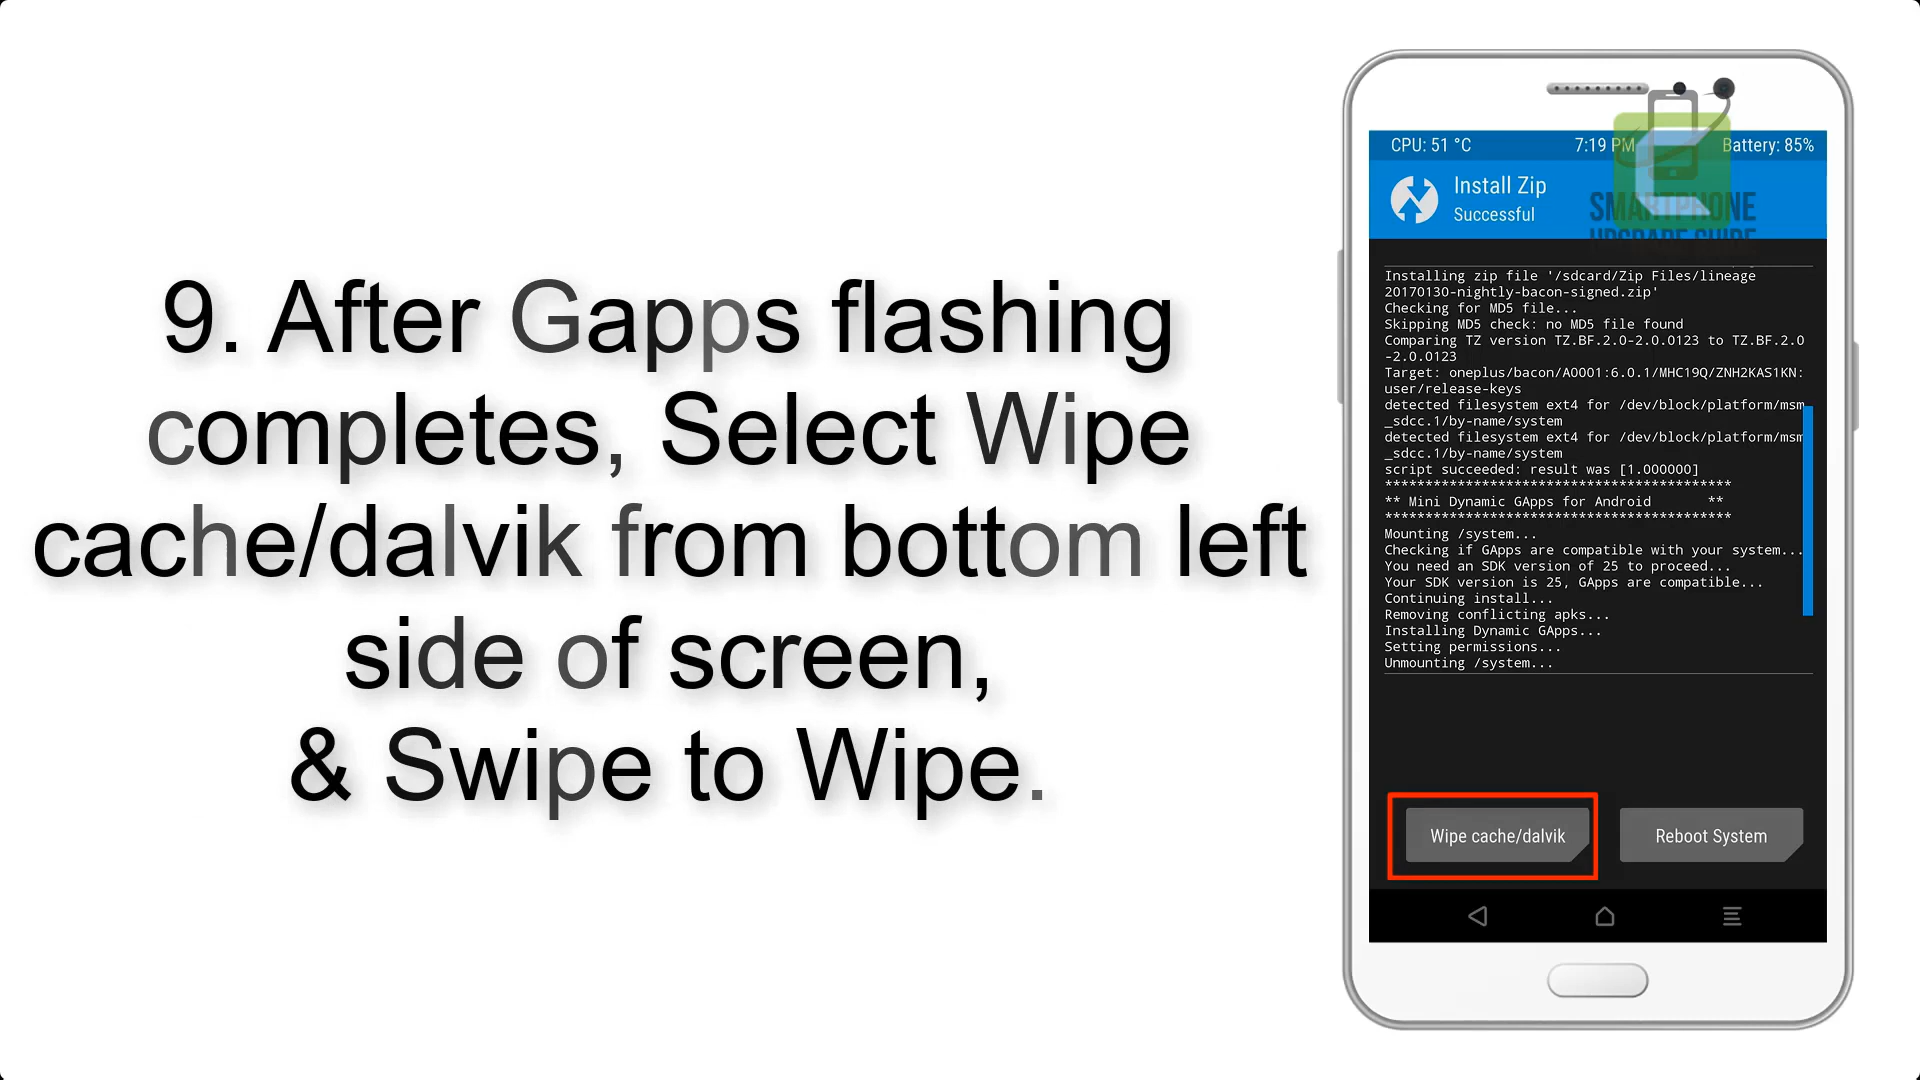 9. After Gapps flashing
completes, Select Wipe
cache/dalvik from bottom left
side of screen,
& Swipe to Wipe.
CPU: 51 °C 7:19 PM Battery: 85%
Install Zip
Successful
SMARTPHONE
UPGRADE GUIDE
Installing zip file '/sdcard/Zip Files/lineage
20170130-nightly-bacon-signed.zip'
Checking for MD5 file...
Skipping MD5 check: no MD5 file found
Comparing TZ version TZ.BF.2.0-2.0.0123 to TZ.BF.2.0
-2.0.0123
Target: oneplus/bacon/A0001:6.0.1/MHC19Q/ZNH2KAS1KN:
user/release-keys
detected filesystem ext4 for /dev/block/platform/msm
_sdcc.1/by-name/system
detected filesystem ext4 for /dev/block/platform/msm
_sdcc.1/by-name/system
script succeeded: result was [1.000000]
*******************************************
** Mini Dynamic GApps for Android **
*******************************************
Mounting /system...
Checking if GApps are compatible with your system...
You need an SDK version of 25 to proceed...
Your SDK version is 25, GApps are compatible...
Continuing install...
Removing conflicting apks...
Installing Dynamic GApps...
Setting permissions...
Unmounting /system...
Wipe cache/dalvik Reboot System